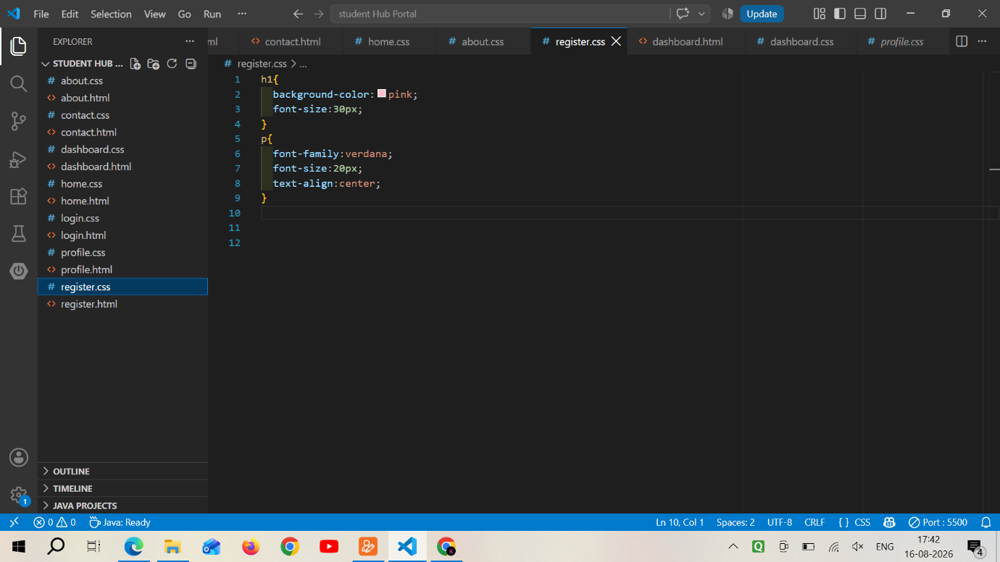 File Edit Selection View Go Run ··· student Hub Portal Update
EXPLORER ···
ml contact.html home.css about.css register.css dashboard.html dashboard.css profile.css ···
STUDENT HUB ...
register.css > ...
about.css
about.html
contact.css
contact.html
dashboard.css
dashboard.html
home.css
home.html
login.css
login.html
profile.css
profile.html
register.css
register.html
1 h1{
2 background-color: pink;
3 font-size:30px;
4 }
5 p{
6 font-family:verdana;
7 font-size:20px;
8 text-align:center;
9 }
10
11
12
OUTLINE
TIMELINE
JAVA PROJECTS
1
0 0 Java: Ready Ln 10, Col 1 Spaces: 2 UTF-8 CRLF { } CSS Port : 5500
ENG 17:42
16-08-2026 4